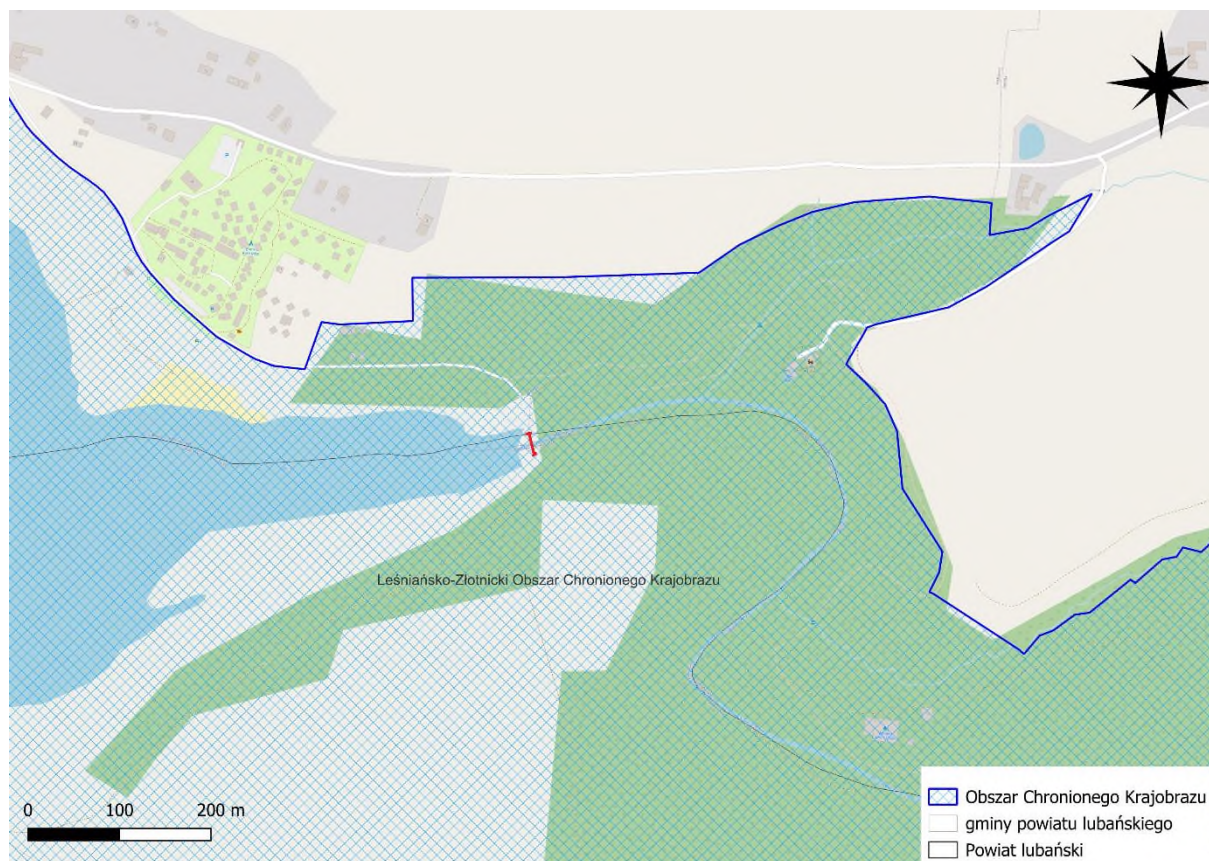 Leśniańsko-Złotnicki Obszar Chronionego Krajobrazu
0 100 200 m
Obszar Chronionego Krajobrazu
gminy powiatu lubańskiego
Powiat lubański